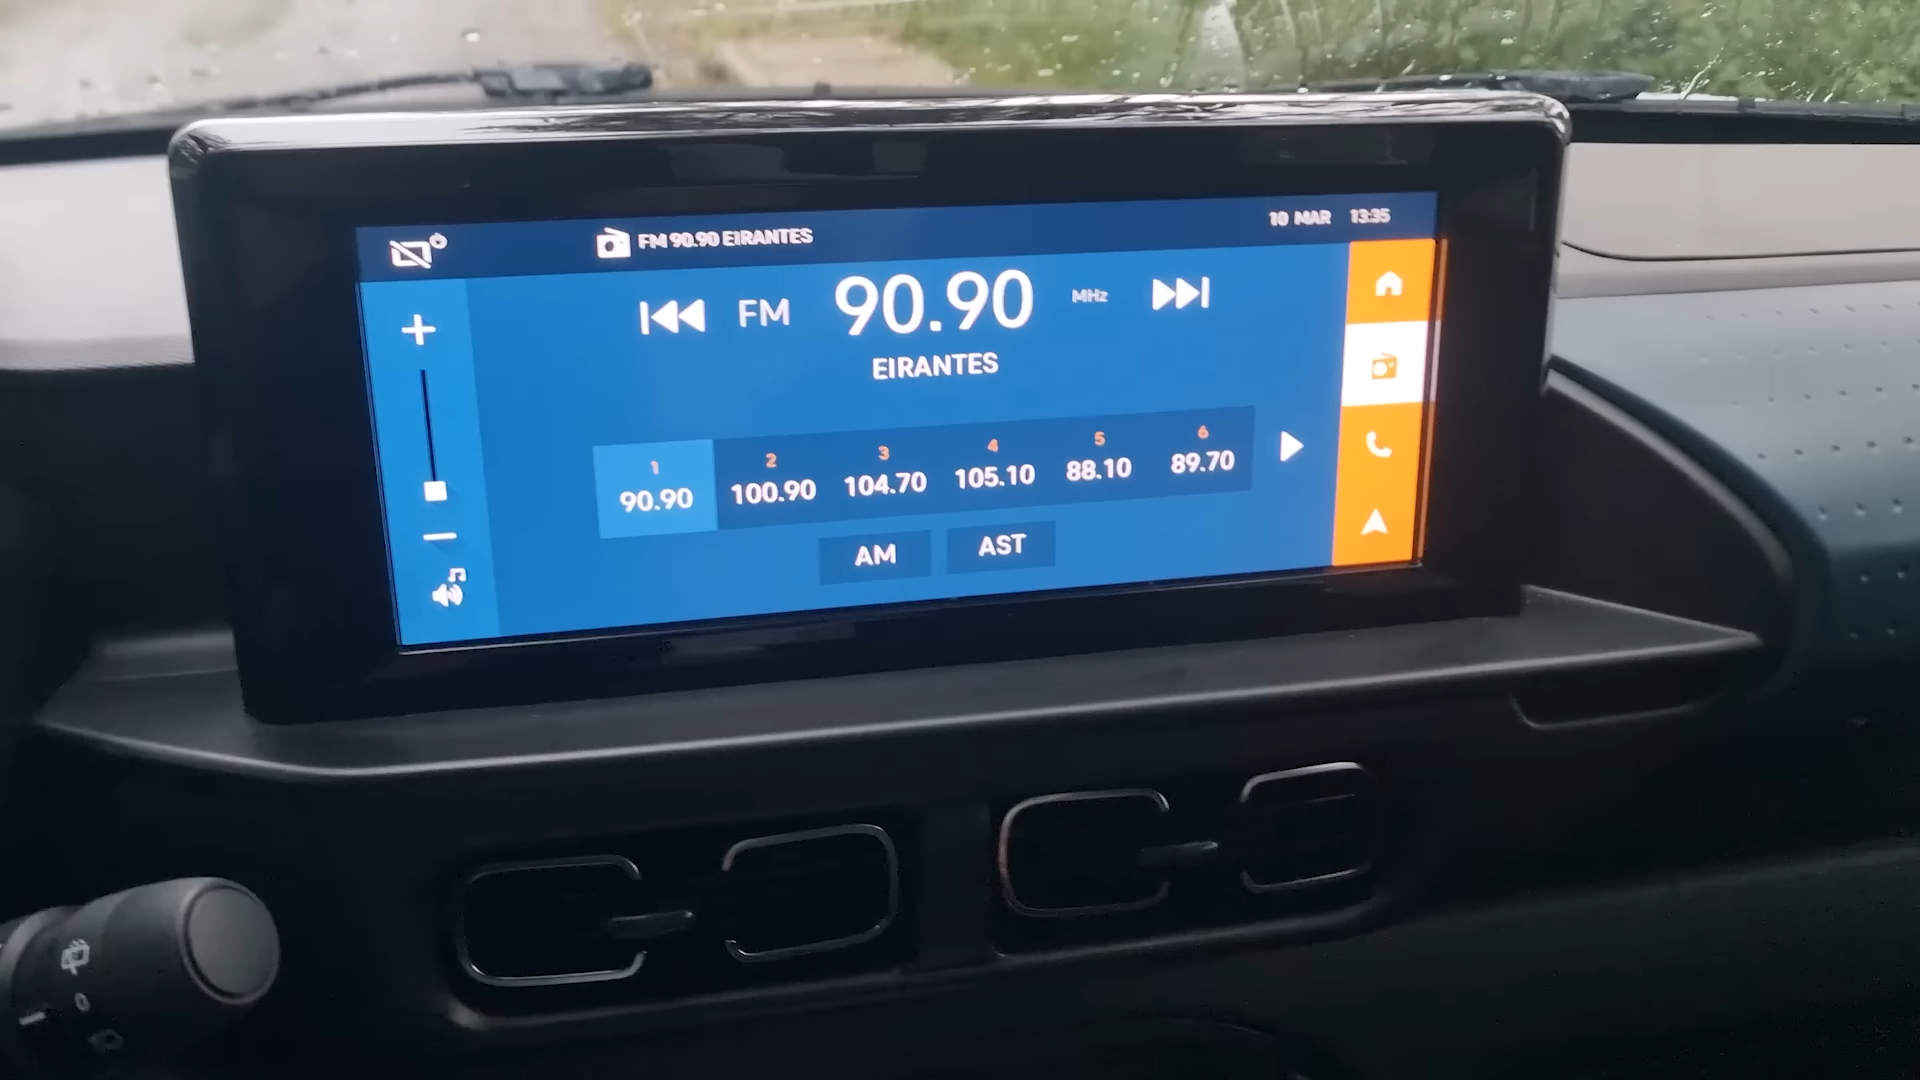 FM 90.90 EIRANTES
10 MAR 13:35
FM 90.90 MHz
EIRANTES
1 2 3 4 5 6
90.90 100.90 104.70 105.10 88.10 89.70
AM AST
0